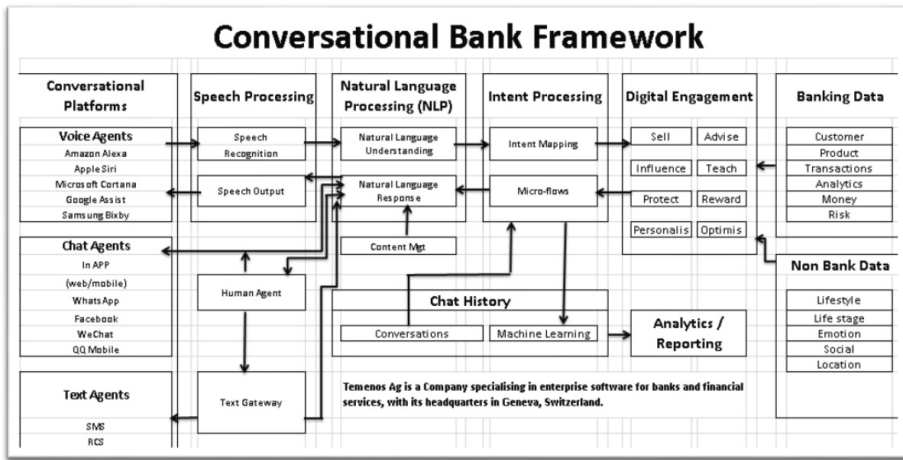 Conversational Bank Framework
Conversational
Platforms
Voice Agents
Amazon Alexa
Apple Siri
Microsoft Cortana
Google Assist
Samsung Bixby
Chat Agents
In APP
(web/mobile)
WhatsApp
Facebook
WeChat
QQ Mobile
Text Agents
SMS
RCS
Speech Processing
Speech
Recognition
Speech Output
Human Agent
Text Gateway
Natural Language
Processing (NLP)
Natural Language
Understanding
Natural Language
Response
Content Mgt
Intent Processing
Intent Mapping
Micro-flows
Chat History
Conversations
Machine Learning
Digital Engagement
Sell
Advise
Influence
Teach
Protect
Reward
Personalis
Optimis
Analytics /
Reporting
Banking Data
Customer
Product
Transactions
Analytics
Money
Risk
Non Bank Data
Lifestyle
Life stage
Emotion
Social
Location
Temenos Ag is a Company specialising in enterprise software for banks and financial
services, with its headquarters in Geneva, Switzerland.